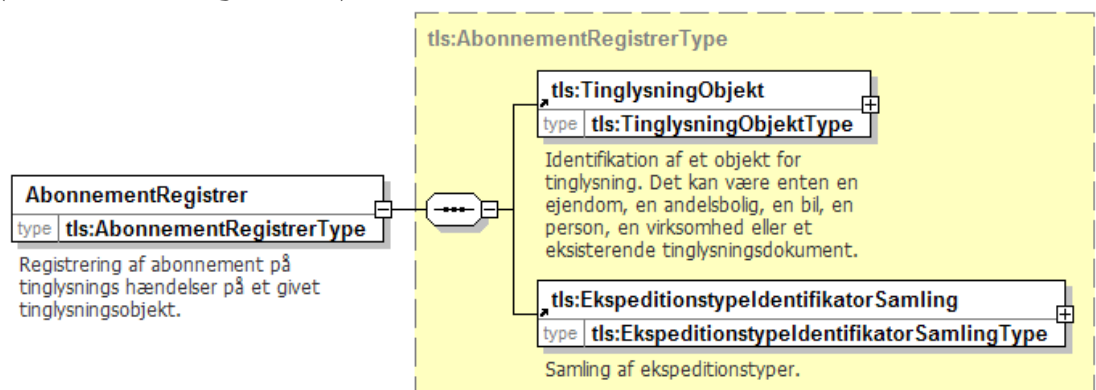 tls:AbonnementRegistrerType
tls:TinglysningObjekt
type tls:TinglysningObjektType
Identifikation af et objekt for
tinglysning. Det kan være enten en
ejendom, en andelsbolig, en bil, en
person, en virksomhed eller et
eksisterende tinglysningsdokument.
AbonnementRegistrer
type tls:AbonnementRegistrerType
Registrering af abonnement på
tinglysnings hændelser på et givet
tinglysningsobjekt.
tls:EkspeditionstypeIdentifikatorSamling
type tls:EkspeditionstypeIdentifikatorSamlingType
Samling af ekspeditionstyper.